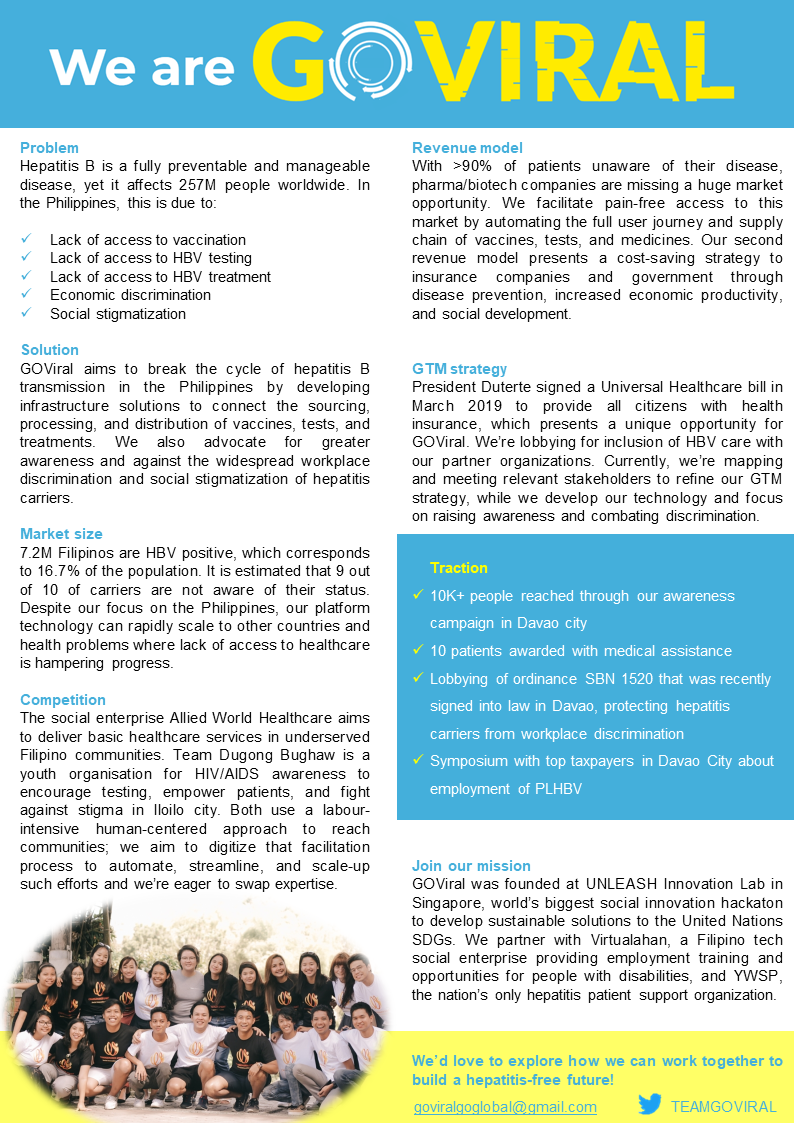 We are GOVIRAL
Problem
Hepatitis B is a fully preventable and manageable
disease, yet it affects 257M people worldwide. In
the Philippines, this is due to:
✓ Lack of access to vaccination
✓ Lack of access to HBV testing
✓ Lack of access to HBV treatment
✓ Economic discrimination
✓ Social stigmatization
Solution
GOViral aims to break the cycle of hepatitis B
transmission in the Philippines by developing
infrastructure solutions to connect the sourcing,
processing, and distribution of vaccines, tests, and
treatments. We also advocate for greater
awareness and against the widespread workplace
discrimination and social stigmatization of hepatitis
carriers.
Market size
7.2M Filipinos are HBV positive, which corresponds
to 16.7% of the population. It is estimated that 9 out
of 10 of carriers are not aware of their status.
Despite our focus on the Philippines, our platform
technology can rapidly scale to other countries and
health problems where lack of access to healthcare
is hampering progress.
Competition
The social enterprise Allied World Healthcare aims
to deliver basic healthcare services in underserved
Filipino communities. Team Dugong Bughaw is a
youth organisation for HIV/AIDS awareness to
encourage testing, empower patients, and fight
against stigma in Iloilo city. Both use a labour-
intensive human-centered approach to reach
communities; we aim to digitize that facilitation
process to automate, streamline, and scale-up
such efforts and we're eager to swap expertise.
Revenue model
With >90% of patients unaware of their disease,
pharma/biotech companies are missing a huge market
opportunity. We facilitate pain-free access to this
market by automating the full user journey and supply
chain of vaccines, tests, and medicines. Our second
revenue model presents a cost-saving strategy to
insurance companies and government through
disease prevention, increased economic productivity,
and social development.
GTM strategy
President Duterte signed a Universal Healthcare bill in
March 2019 to provide all citizens with health
insurance, which presents a unique opportunity for
GOViral. We're lobbying for inclusion of HBV care with
our partner organizations. Currently, we're mapping
and meeting relevant stakeholders to refine our GTM
strategy, while we develop our technology and focus
on raising awareness and combating discrimination.
Traction
✓ 10K+ people reached through our awareness
campaign in Davao city
✓ 10 patients awarded with medical assistance
✓ Lobbying of ordinance SBN 1520 that was recently
signed into law in Davao, protecting hepatitis
carriers from workplace discrimination
✓ Symposium with top taxpayers in Davao City about
employment of PLHBV
Join our mission
GOViral was founded at UNLEASH Innovation Lab in
Singapore, world's biggest social innovation hackaton
to develop sustainable solutions to the United Nations
SDGs. We partner with Virtualahan, a Filipino tech
social enterprise providing employment training and
opportunities for people with disabilities, and YWSP,
the nation's only hepatitis patient support organization.
We'd love to explore how we can work together to
build a hepatitis-free future!
goviralgoglobal@gmail.com TEAMGOVIRAL